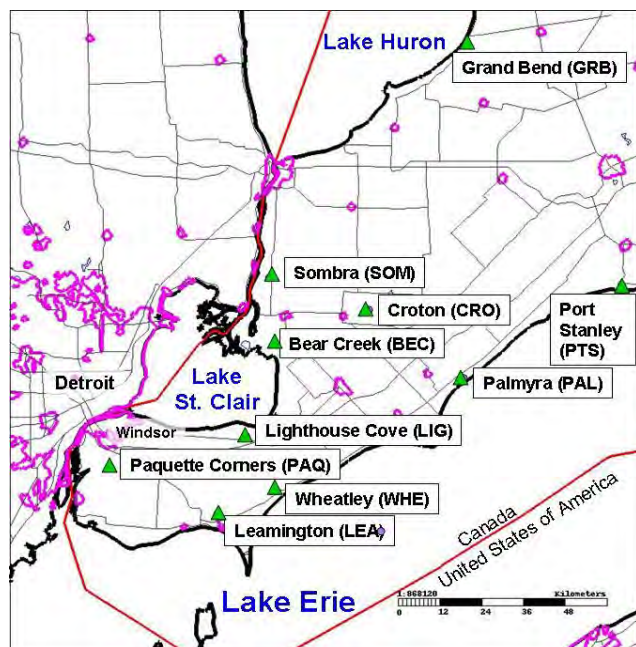 Lake Huron
Grand Bend (GRB)
Sombra (SOM)
Croton (CRO)
Port
Stanley
(PTS)
Bear Creek (BEC)
Detroit
Lake
St. Clair
Palmyra (PAL)
Windsor
Lighthouse Cove (LIG)
Paquette Corners (PAQ)
Wheatley (WHE)
Leamington (LEA)
Canada
United States of America
Lake Erie
1:868120
Kilometers
0 12 24 36 48